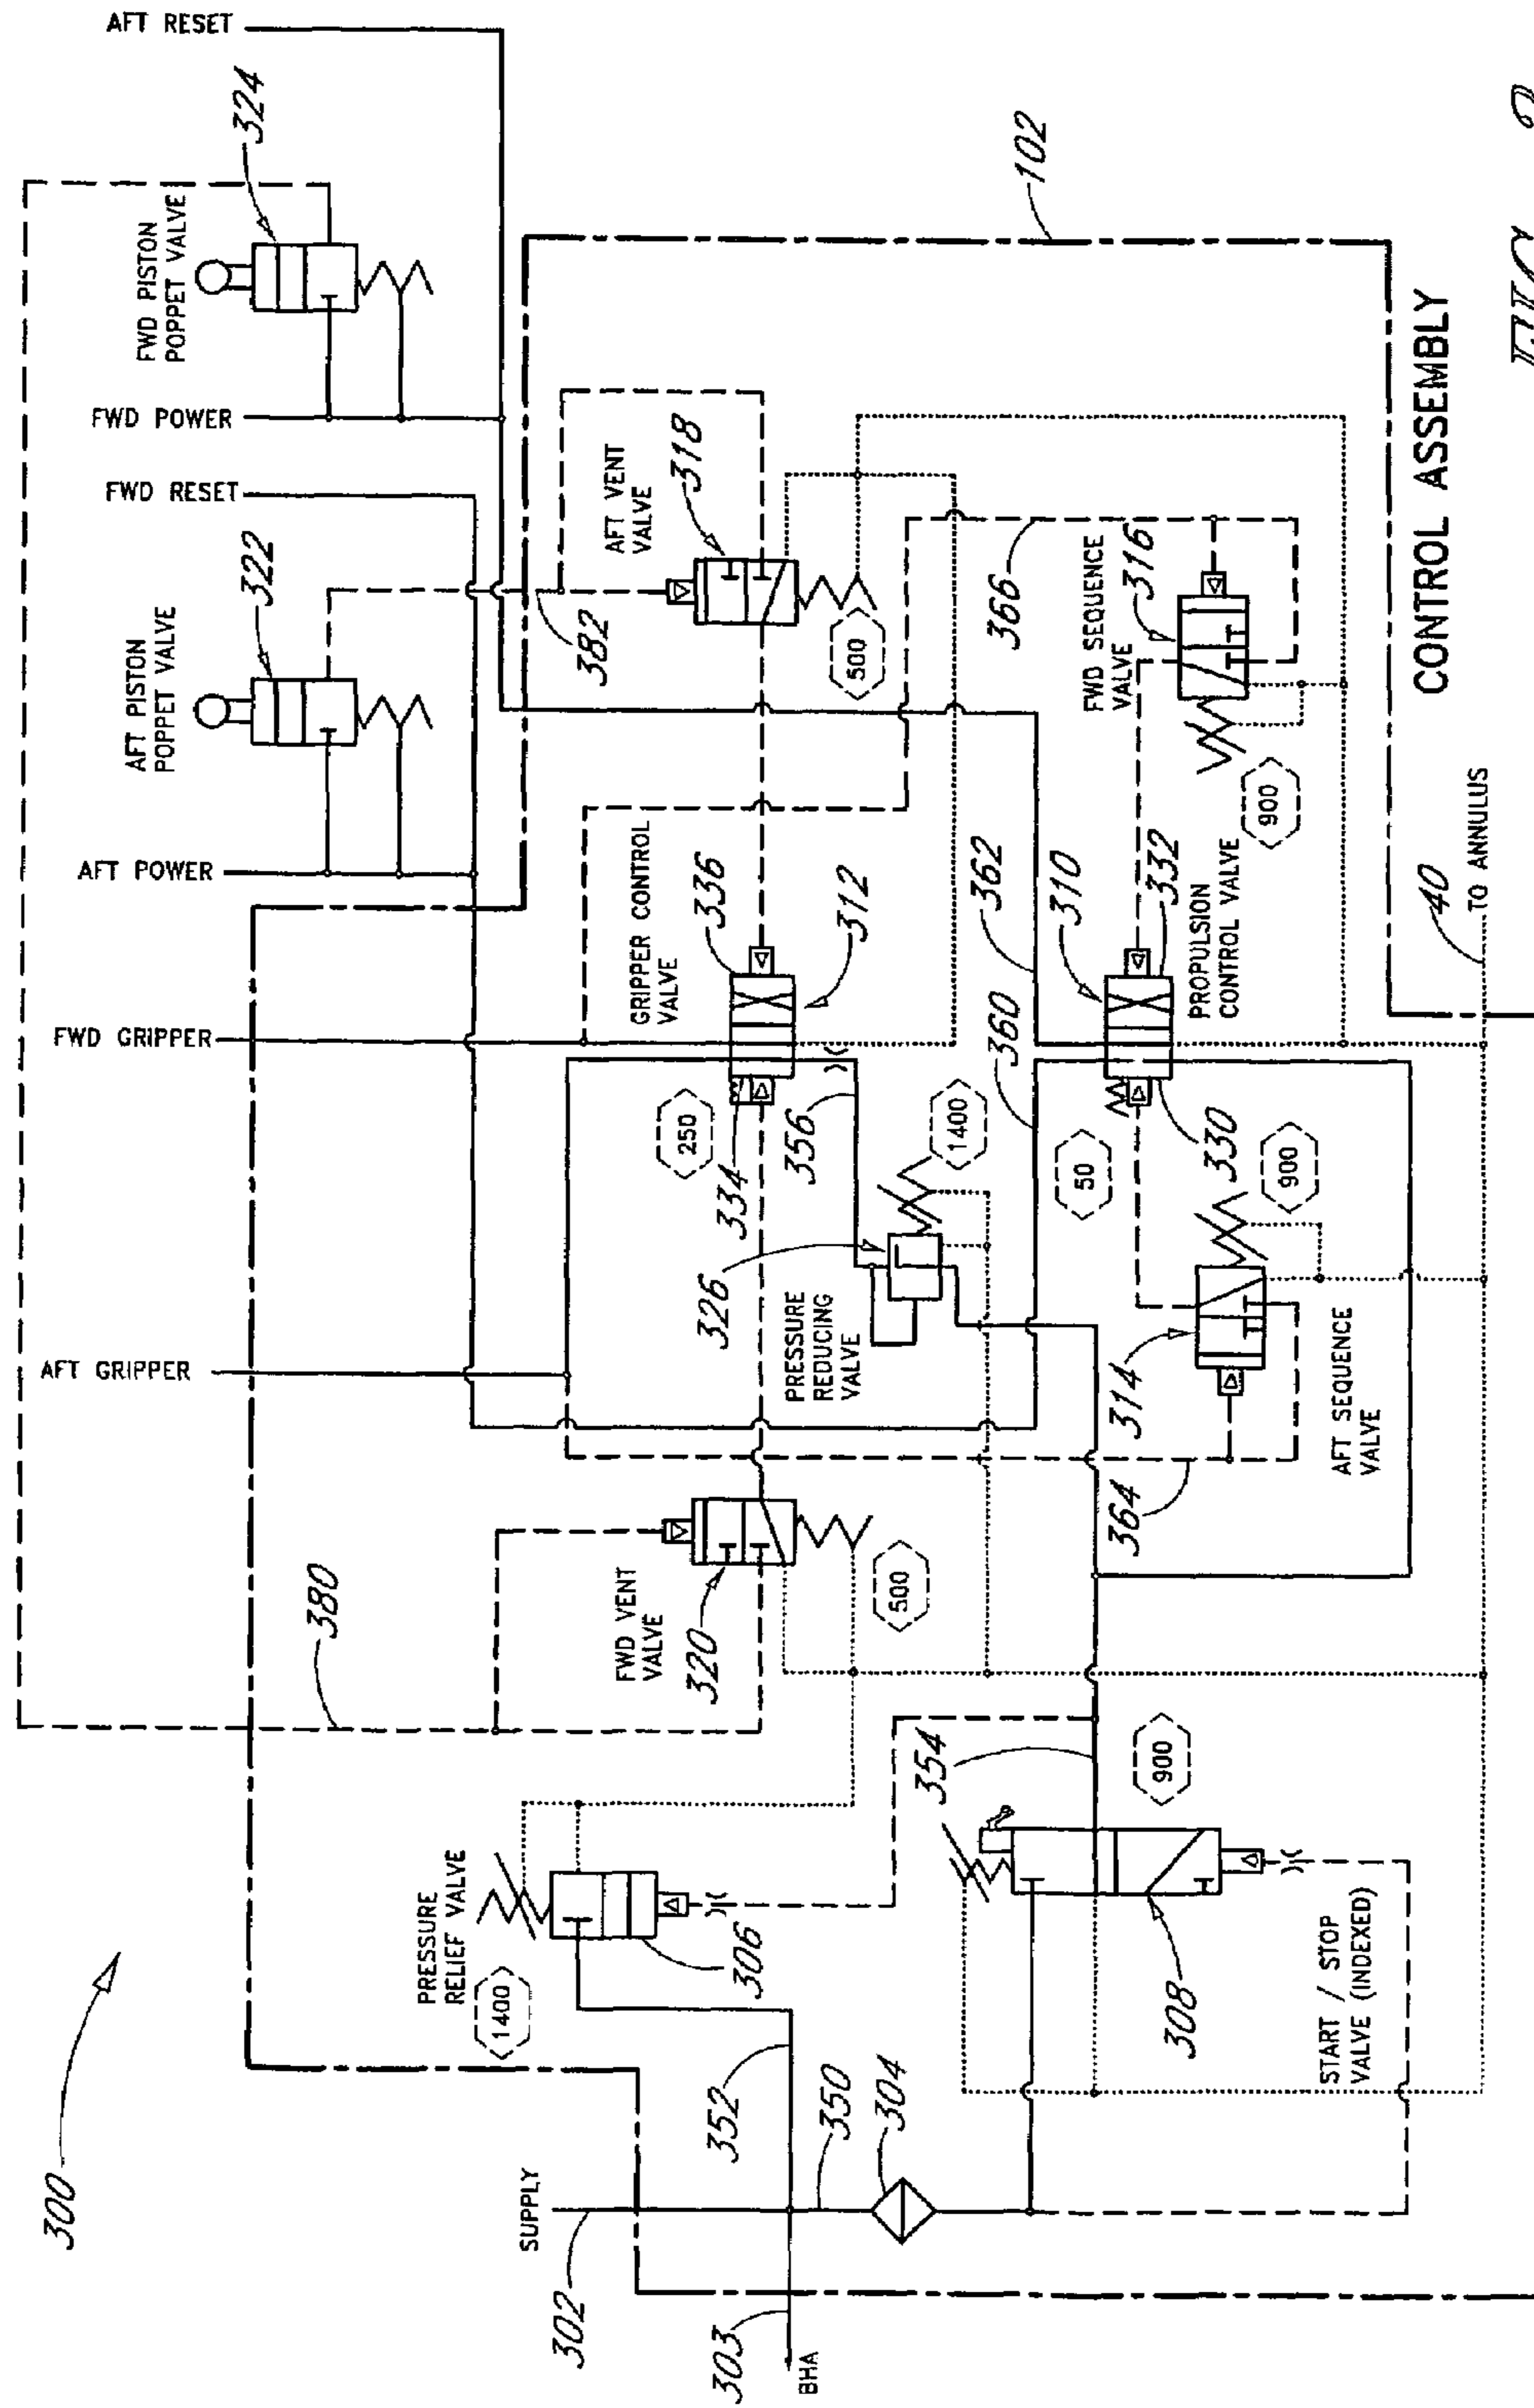 AFT RESET
324
FWD PISTON
POPPET VALVE
FWD POWER
FWD RESET
322
AFT PISTON
POPPET VALVE
AFT POWER
FWD GRIPPER
AFT GRIPPER
102
AFT VENT
VALVE
318
382
500
366
FWD SEQUENCE
VALVE
316
900
CONTROL ASSEMBLY
GRIPPER CONTROL
VALVE
336
312
334
250
356
362
360
310
332
PROPULSION
CONTROL VALVE
330
50
900
40
TO ANNULUS
1400
326
PRESSURE
REDUCING
VALVE
314
AFT SEQUENCE
VALVE
364
380
FWD VENT
VALVE
320
500
354
900
PRESSURE
RELIEF VALVE
1400
306
308
START / STOP
VALVE (INDEXED)
300
352
350
304
SUPPLY
302
303
BHA